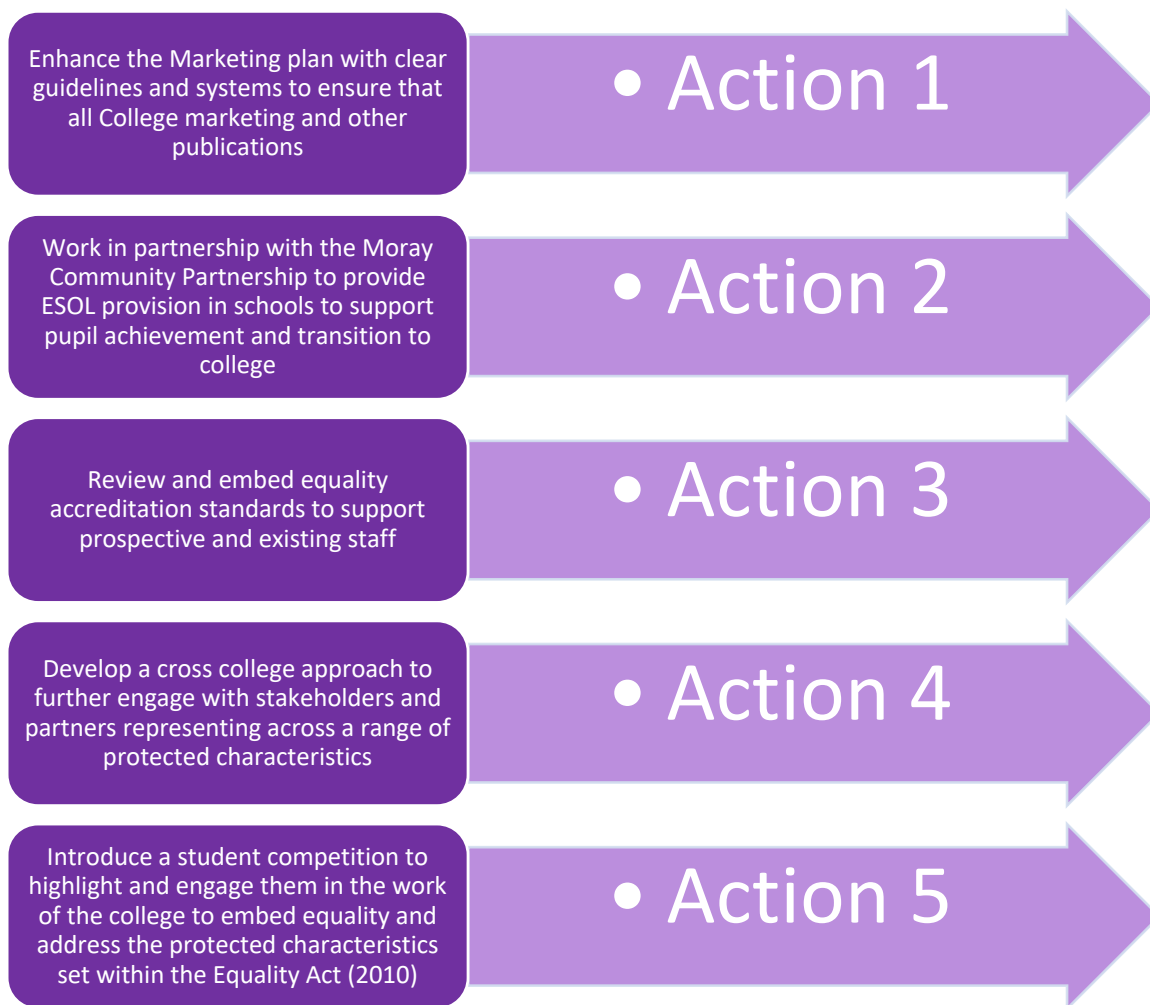 Enhance the Marketing plan with clear
guidelines and systems to ensure that
all College marketing and other
publications
• Action 1
Work in partnership with the Moray
Community Partnership to provide
ESOL provision in schools to support
pupil achievement and transition to
college
• Action 2
Review and embed equality
accreditation standards to support
prospective and existing staff
• Action 3
Develop a cross college approach to
further engage with stakeholders and
partners representing across a range of
protected characteristics
• Action 4
Introduce a student competition to
highlight and engage them in the work
of the college to embed equality and
address the protected characteristics
set within the Equality Act (2010)
• Action 5